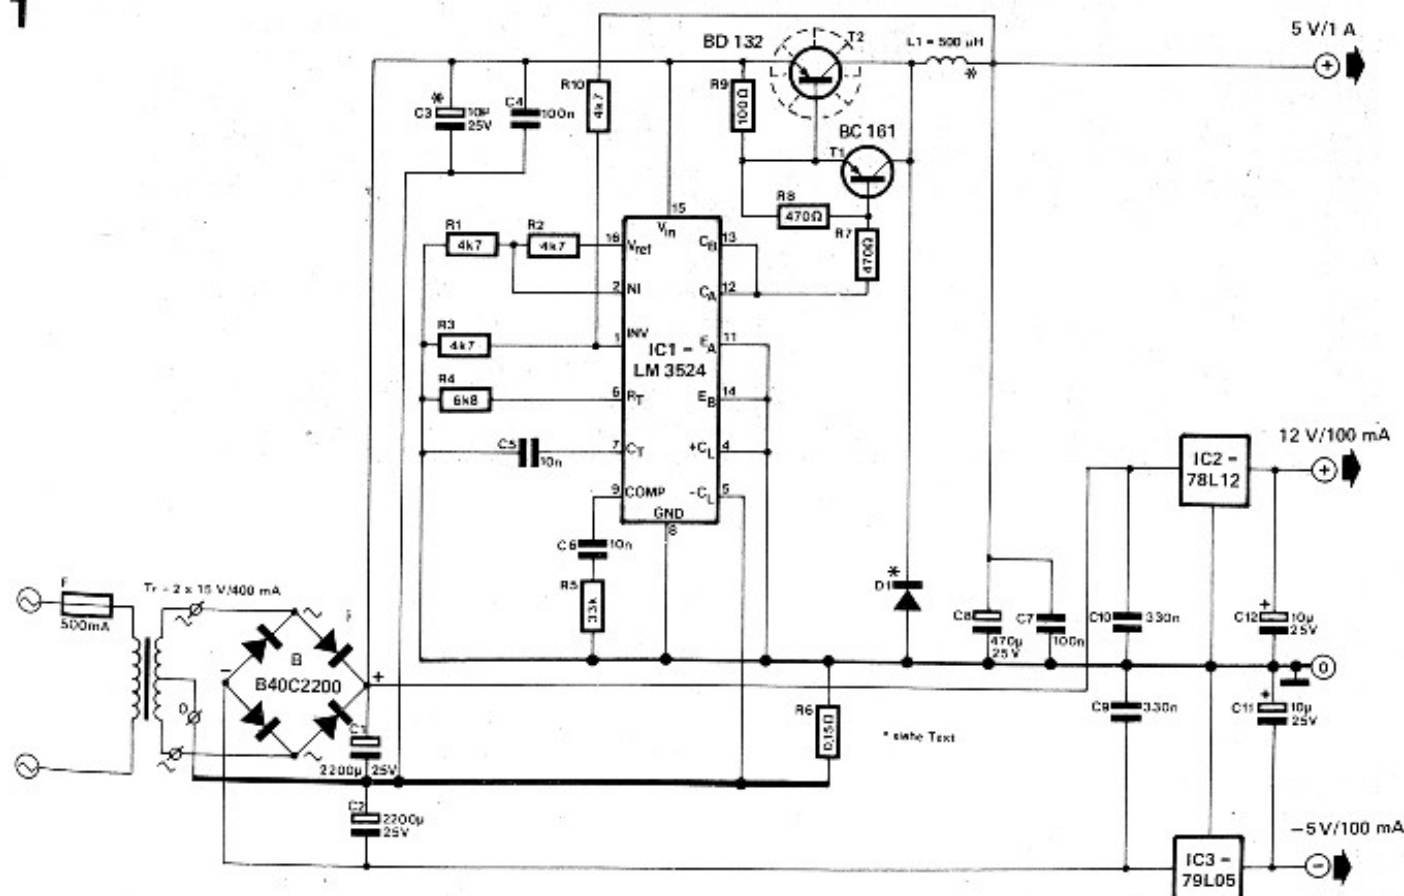 1
5 V/1 A
BD 132
T2
L1 = 500 µH
+
*
R9
100Ω
R10
4k7
*
C3
10µ
25V
C4
100n
BC 161
T1
R8
470Ω
R7
470Ω
15
Vin
R1
4k7
R2
4k7
16
Vref
CB
13
2
NI
CA
12
R3
4k7
1
INV
EA
11
IC1 =
LM 3524
R4
6k8
6
RT
EB
14
C5
10n
7
CT
+CL
4
9
COMP
-CL
5
GND
8
12 V/100 mA
IC2 =
78L12
+
C6
10n
R5
33k
*
D1
C8
470µ
25V
C7
100n
C10
330n
+
C12
10µ
25V
F
500mA
Tr = 2 x 15 V/400 mA
B
B40C2200
-
+
0
0
C1
2200µ
25V
R6
0,15Ω
* siehe Text
C9
330n
+
C11
10µ
25V
C2
2200µ
25V
-5 V/100 mA
IC3 =
79L05
-